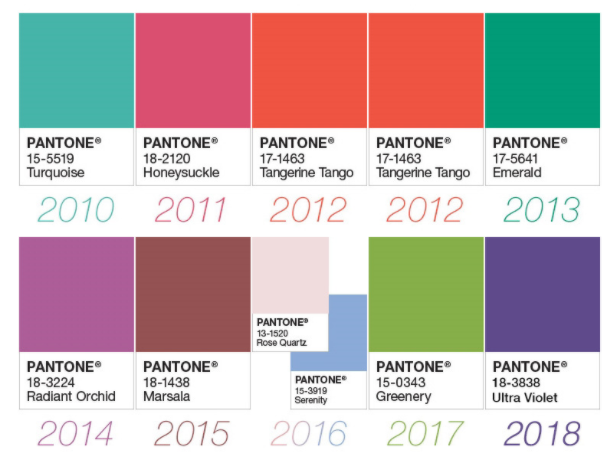 PANTONE®
15-5519
Turquoise
PANTONE®
18-2120
Honeysuckle
PANTONE®
17-1463
Tangerine Tango
PANTONE®
17-1463
Tangerine Tango
PANTONE®
17-5641
Emerald
2010
2011
2012
2012
2013
PANTONE®
18-3224
Radiant Orchid
PANTONE®
18-1438
Marsala
PANTONE®
13-1520
Rose Quartz
PANTONE®
15-3919
Serenity
PANTONE®
15-0343
Greenery
PANTONE®
18-3838
Ultra Violet
2014
2015
2016
2017
2018